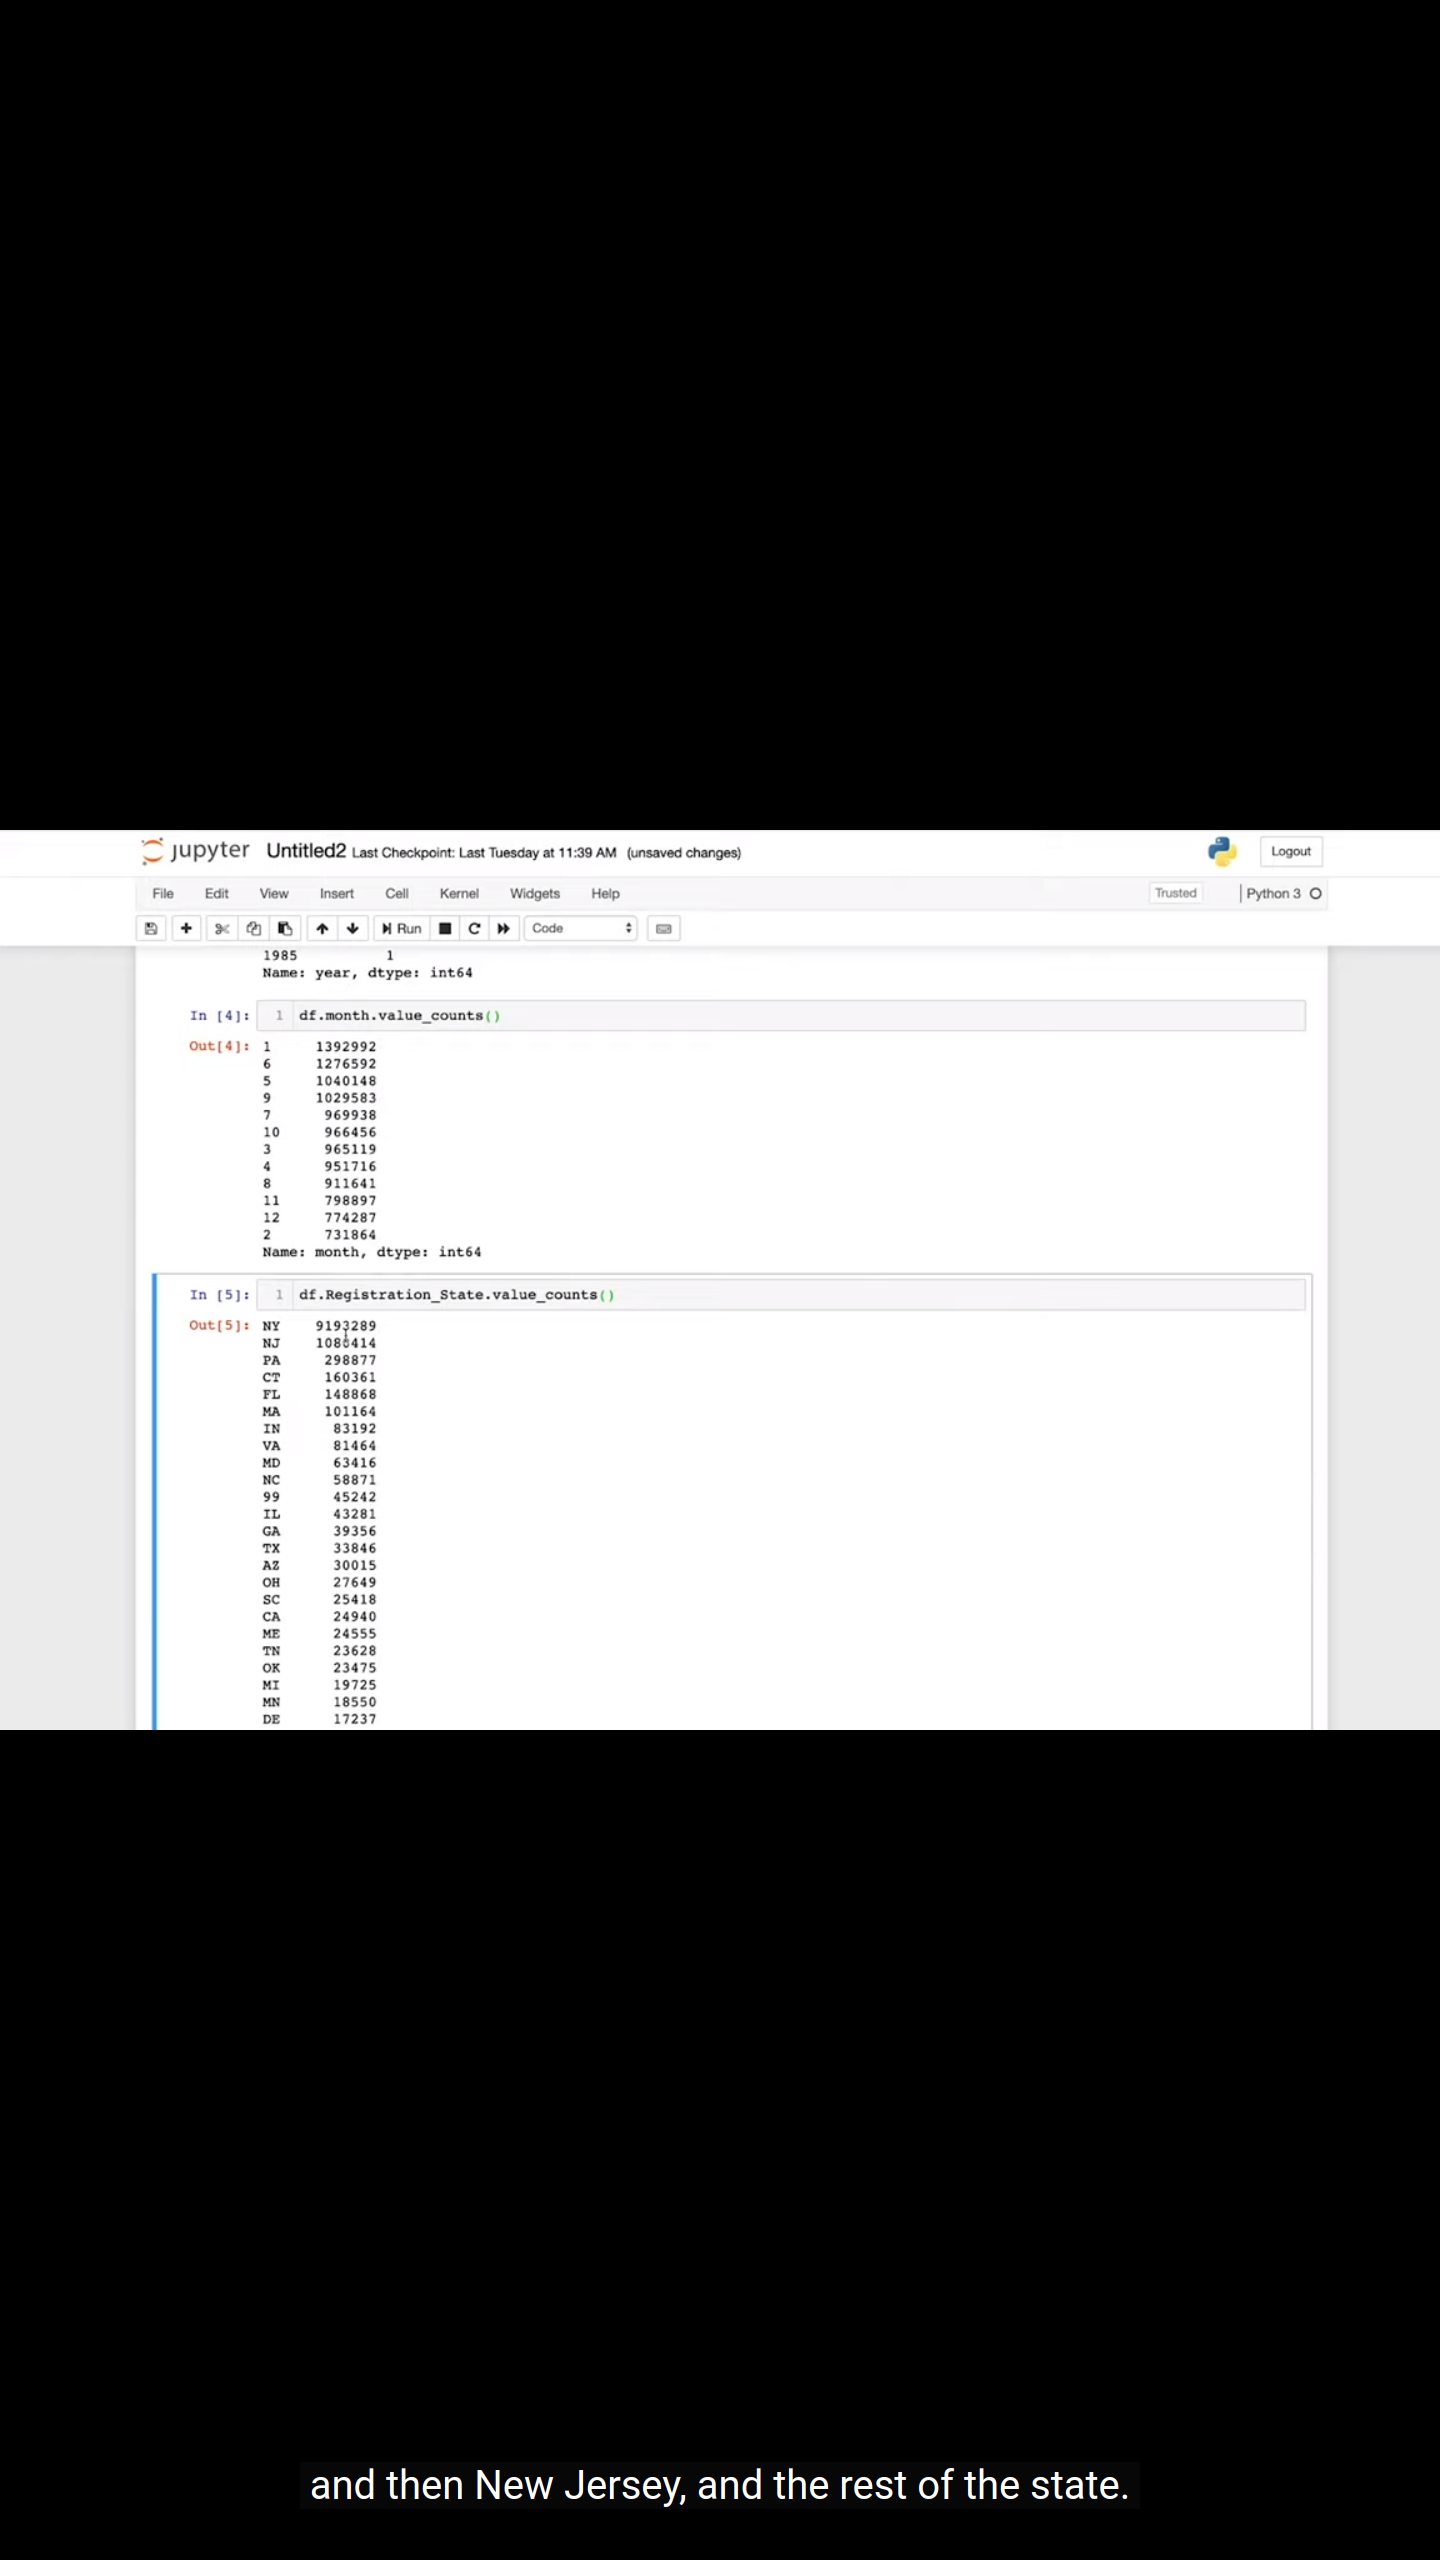 jupyter Untitled2 Last Checkpoint: Last Tuesday at 11:39 AM (unsaved changes) Logout
File Edit View Insert Cell Kernel Widgets Help Trusted Python 3
Run Code
1985 1
Name: year, dtype: int64
In [4]: 1 df.month.value_counts()
Out[4]: 1 1392992
6 1276592
5 1040148
9 1029583
7 969938
10 966456
3 965119
4 951716
8 911641
11 798897
12 774287
2 731864
Name: month, dtype: int64
In [5]: 1 df.Registration_State.value_counts()
Out[5]: NY 9193289
NJ
PA 298877
CT 160361
FL 148868
MA 101164
IN 83192
VA 81464
MD 63416
NC 58871
99 45242
IL 43281
GA 39356
TX 33846
AZ 30015
OH 27649
SC 25418
CA 24940
ME 24555
TN 23628
OK 23475
MI 19725
MN 18550
DE 17237
and then New Jersey, and the rest of the state.